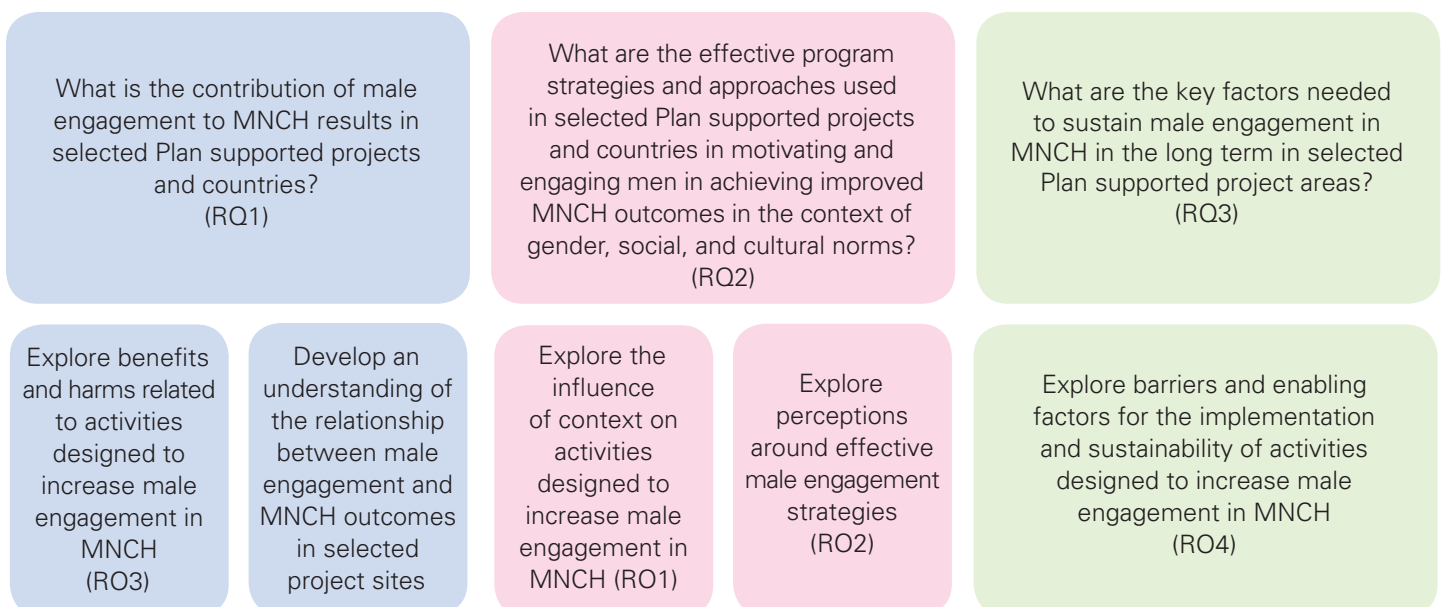 What is the contribution of male
engagement to MNCH results in
selected Plan supported projects
and countries?
(RQ1)
What are the effective program
strategies and approaches used
in selected Plan supported projects
and countries in motivating and
engaging men in achieving improved
MNCH outcomes in the context of
gender, social, and cultural norms?
(RQ2)
What are the key factors needed
to sustain male engagement in
MNCH in the long term in selected
Plan supported project areas?
(RQ3)
Explore benefits
and harms related
to activities
designed to
increase male
engagement in
MNCH
(RO3)
Develop an
understanding of
the relationship
between male
engagement and
MNCH outcomes
in selected
project sites
Explore the
influence
of context on
activities
designed to
increase male
engagement in
MNCH (RO1)
Explore
perceptions
around effective
male engagement
strategies
(RO2)
Explore barriers and enabling
factors for the implementation
and sustainability of activities
designed to increase male
engagement in MNCH
(RO4)